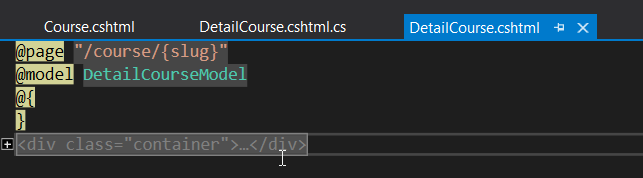 Course.cshtml DetailCourse.cshtml.cs DetailCourse.cshtml
@page "/course/{slug}"
@model DetailCourseModel
@{
}
<div class="container">…</div>